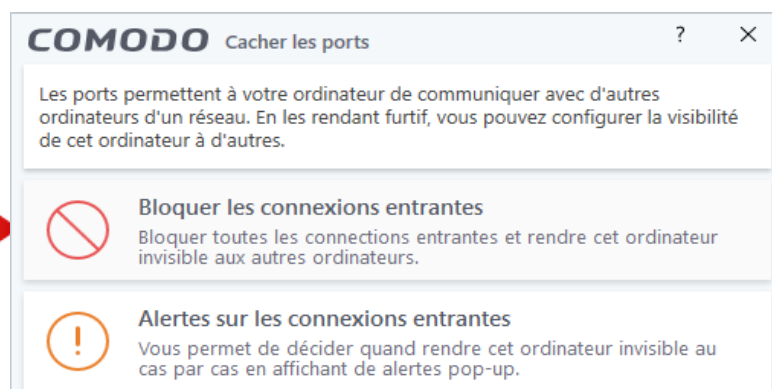 COMODO Cacher les ports ? ×
Les ports permettent à votre ordinateur de communiquer avec d'autres
ordinateurs d'un réseau. En les rendant furtif, vous pouvez configurer la visibilité
de cet ordinateur à d'autres.
Bloquer les connexions entrantes
Bloquer toutes les connections entrantes et rendre cet ordinateur
invisible aux autres ordinateurs.
Alertes sur les connexions entrantes
Vous permet de décider quand rendre cet ordinateur invisible au
cas par cas en affichant de alertes pop-up.